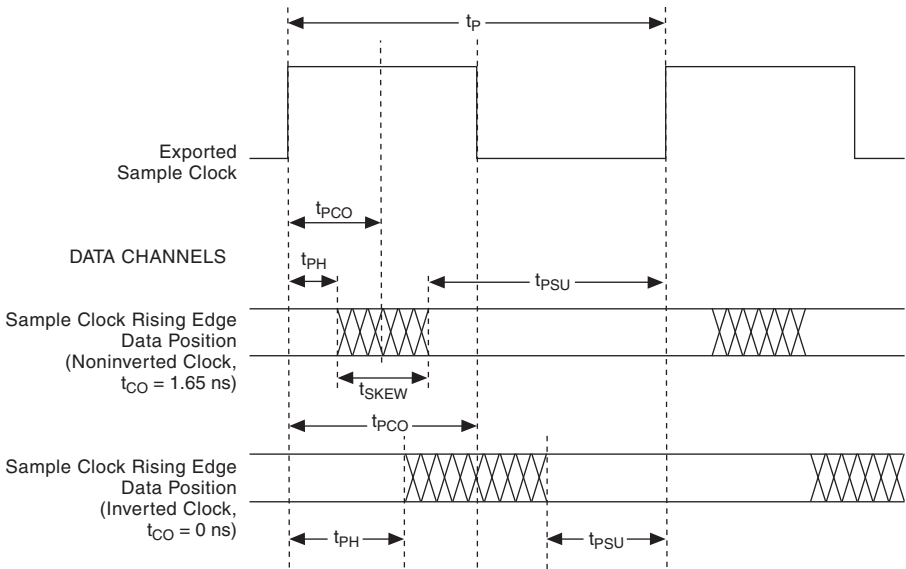 tP
Exported
Sample Clock
tPCO
DATA CHANNELS
tPH
tPSU
Sample Clock Rising Edge
Data Position
(Noninverted Clock,
tCO = 1.65 ns)
tSKEW
tPCO
Sample Clock Rising Edge
Data Position
(Inverted Clock,
tCO = 0 ns)
tPH
tPSU